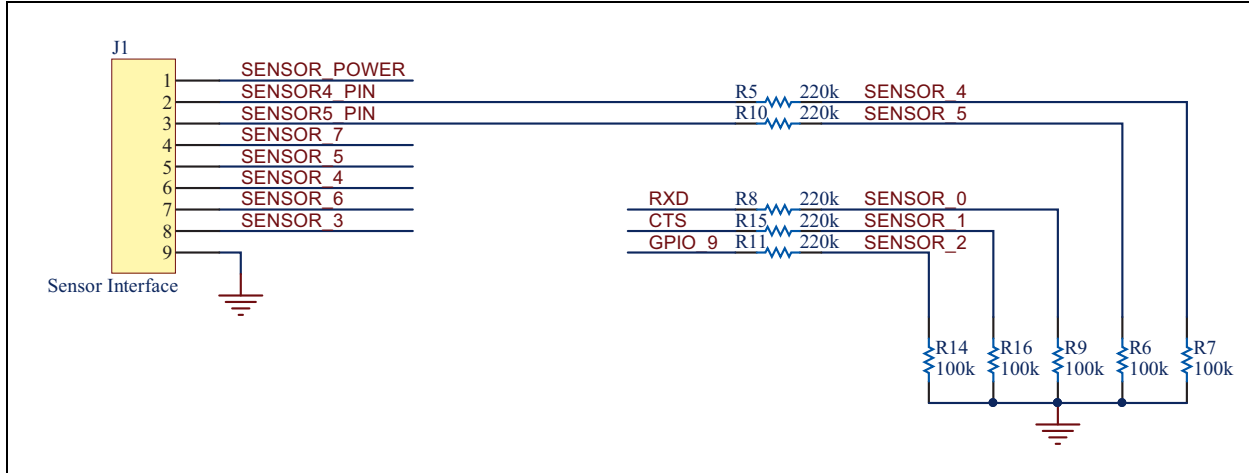 J1
1 SENSOR_POWER
2 SENSOR4_PIN R5 220k SENSOR_4
3 SENSOR5_PIN R10 220k SENSOR_5
4 SENSOR_7
5 SENSOR_5
6 SENSOR_4
7 SENSOR_6 RXD R8 220k SENSOR_0
8 SENSOR_3 CTS R15 220k SENSOR_1
9 GPIO_9 R11 220k SENSOR_2
Sensor Interface
R14 R16 R9 R6 R7
100k 100k 100k 100k 100k